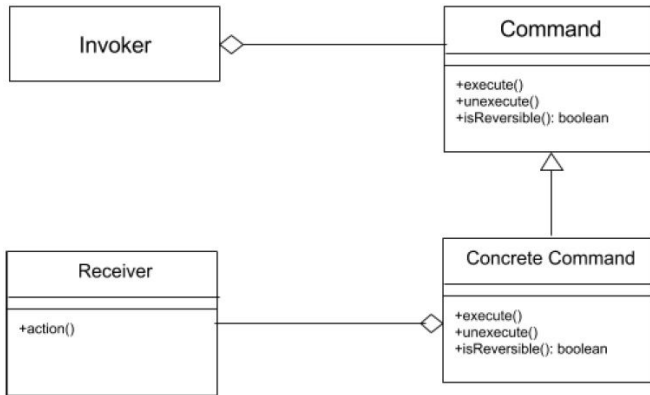 Invoker
Command
+execute()
+unexecute()
+isReversible(): boolean
Receiver
+action()
Concrete Command
+execute()
+unexecute()
+isReversible(): boolean